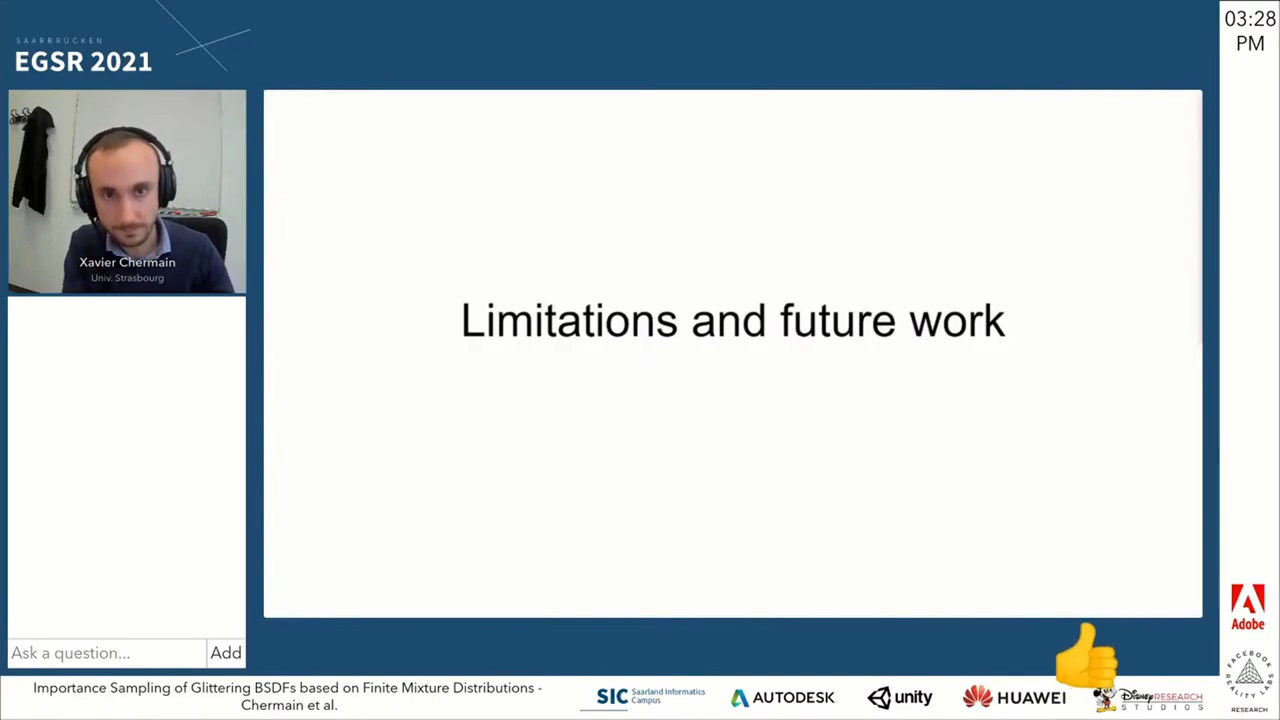 SAARBRÜCKEN
EGSR 2021
03:28
PM
Xavier Chermain
Univ. Strasbourg
Limitations and future work
Ask a question...
Add
Importance Sampling of Glittering BSDFs based on Finite Mixture Distributions -
Chermain et al.
SIC Saarland Informatics
Campus
AUTODESK
unity
HUAWEI
Disney RESEARCH
STUDIOS
Adobe
FACEBOOK
REALITY LABS
RESEARCH